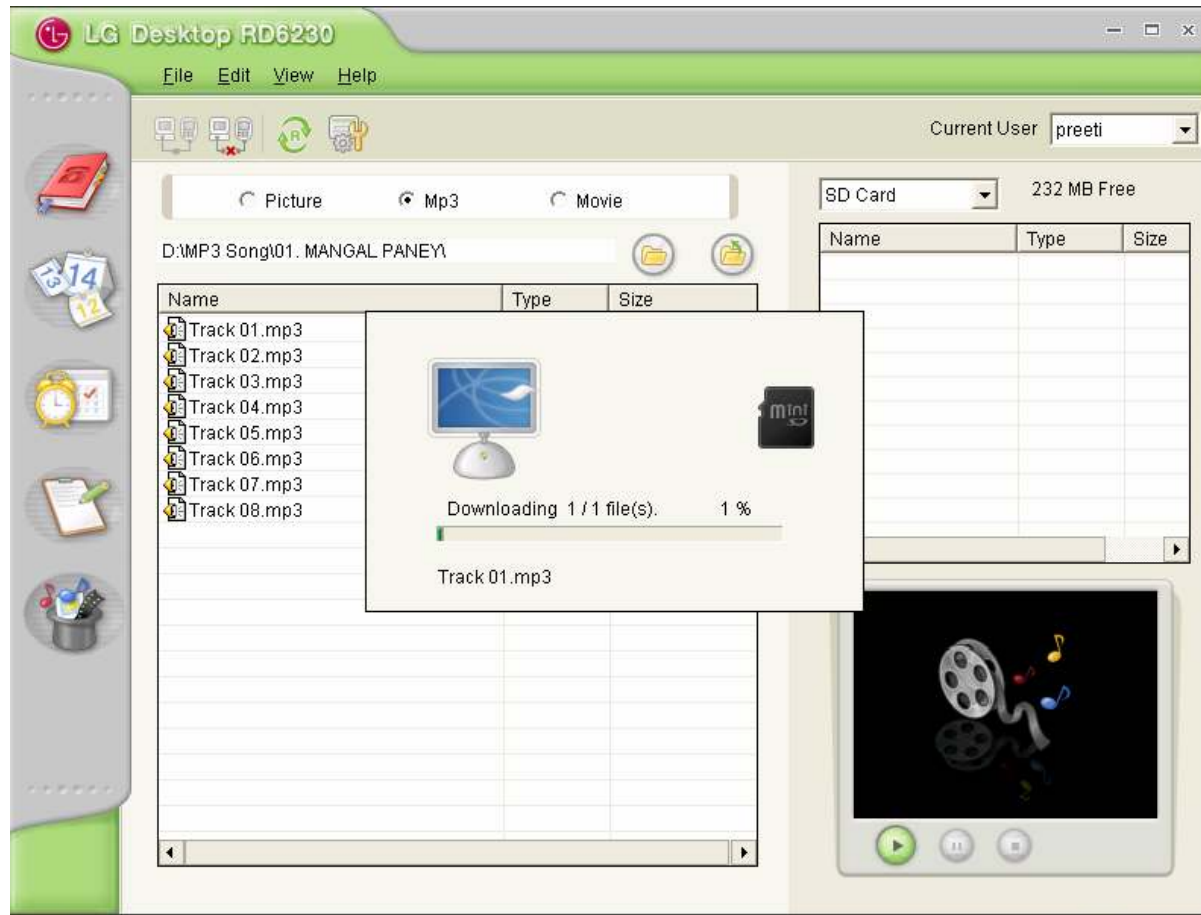 LG Desktop RD6230
File Edit View Help
Current User preeti
Picture Mp3 Movie
SD Card 232 MB Free
D:\MP3 Song\01. MANGAL PANEY\
Name Type Size
Name Type Size
Track 01.mp3
Track 02.mp3
Track 03.mp3
Track 04.mp3
Track 05.mp3
Track 06.mp3
Track 07.mp3
Track 08.mp3
mini
Downloading 1 / 1 file(s). 1 %
Track 01.mp3
13
14
12